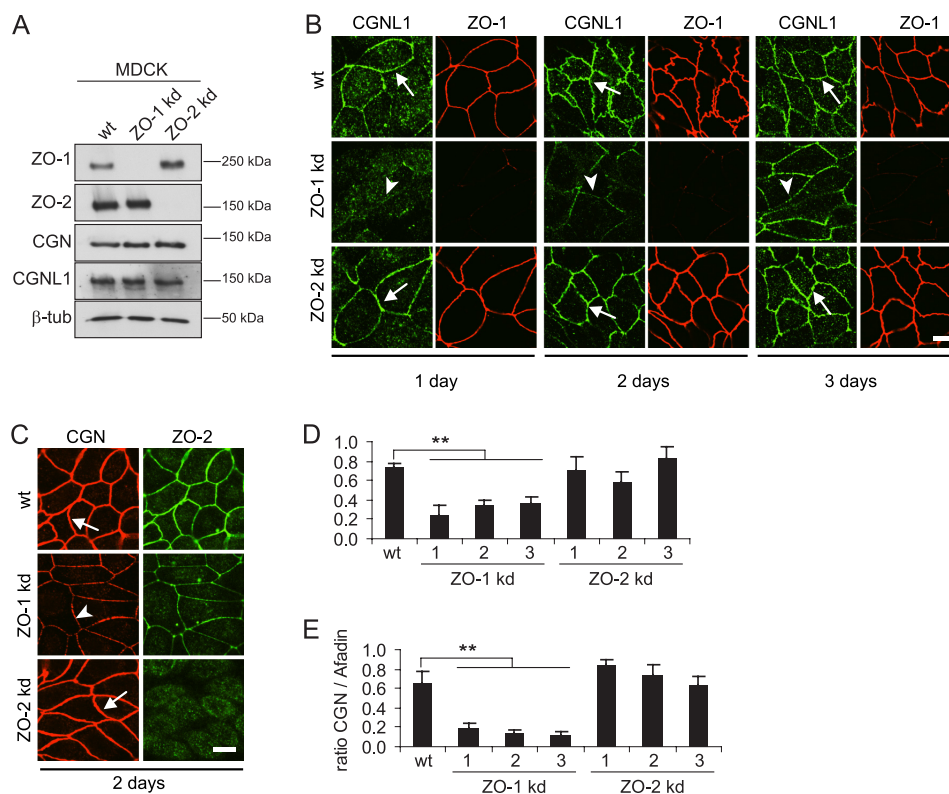 A
MDCK
wt ZO-1 kd ZO-2 kd
ZO-1 250 kDa
ZO-2 150 kDa
CGN 150 kDa
CGNL1 150 kDa
β-tub 50 kDa
B
CGNL1 ZO-1 CGNL1 ZO-1 CGNL1 ZO-1
wt
ZO-1 kd
ZO-2 kd
1 day 2 days 3 days
C
CGN ZO-2
wt
ZO-1 kd
ZO-2 kd
2 days
D
**
1.0
0.8
0.6
0.4
0.2
0.0
wt 1 2 3 1 2 3
ZO-1 kd ZO-2 kd
E
ratio CGN / Afadin
**
1.0
0.8
0.6
0.4
0.2
0.0
wt 1 2 3 1 2 3
ZO-1 kd ZO-2 kd